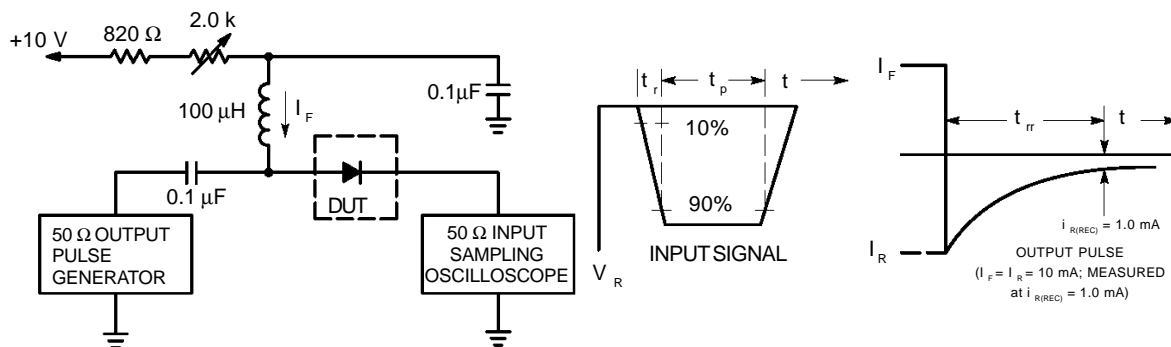 +10 V
820 Ω
2.0 k
100 μH
I F
0.1μF
0.1 μF
DUT
50 Ω OUTPUT
PULSE
GENERATOR
50 Ω INPUT
SAMPLING
OSCILLOSCOPE
t r
t p
t
10%
90%
V R
INPUT SIGNAL
I F
t rr
t
I R
i R(REC) = 1.0 mA
OUTPUT PULSE
(I F = I R = 10 mA; MEASURED
at i R(REC) = 1.0 mA)